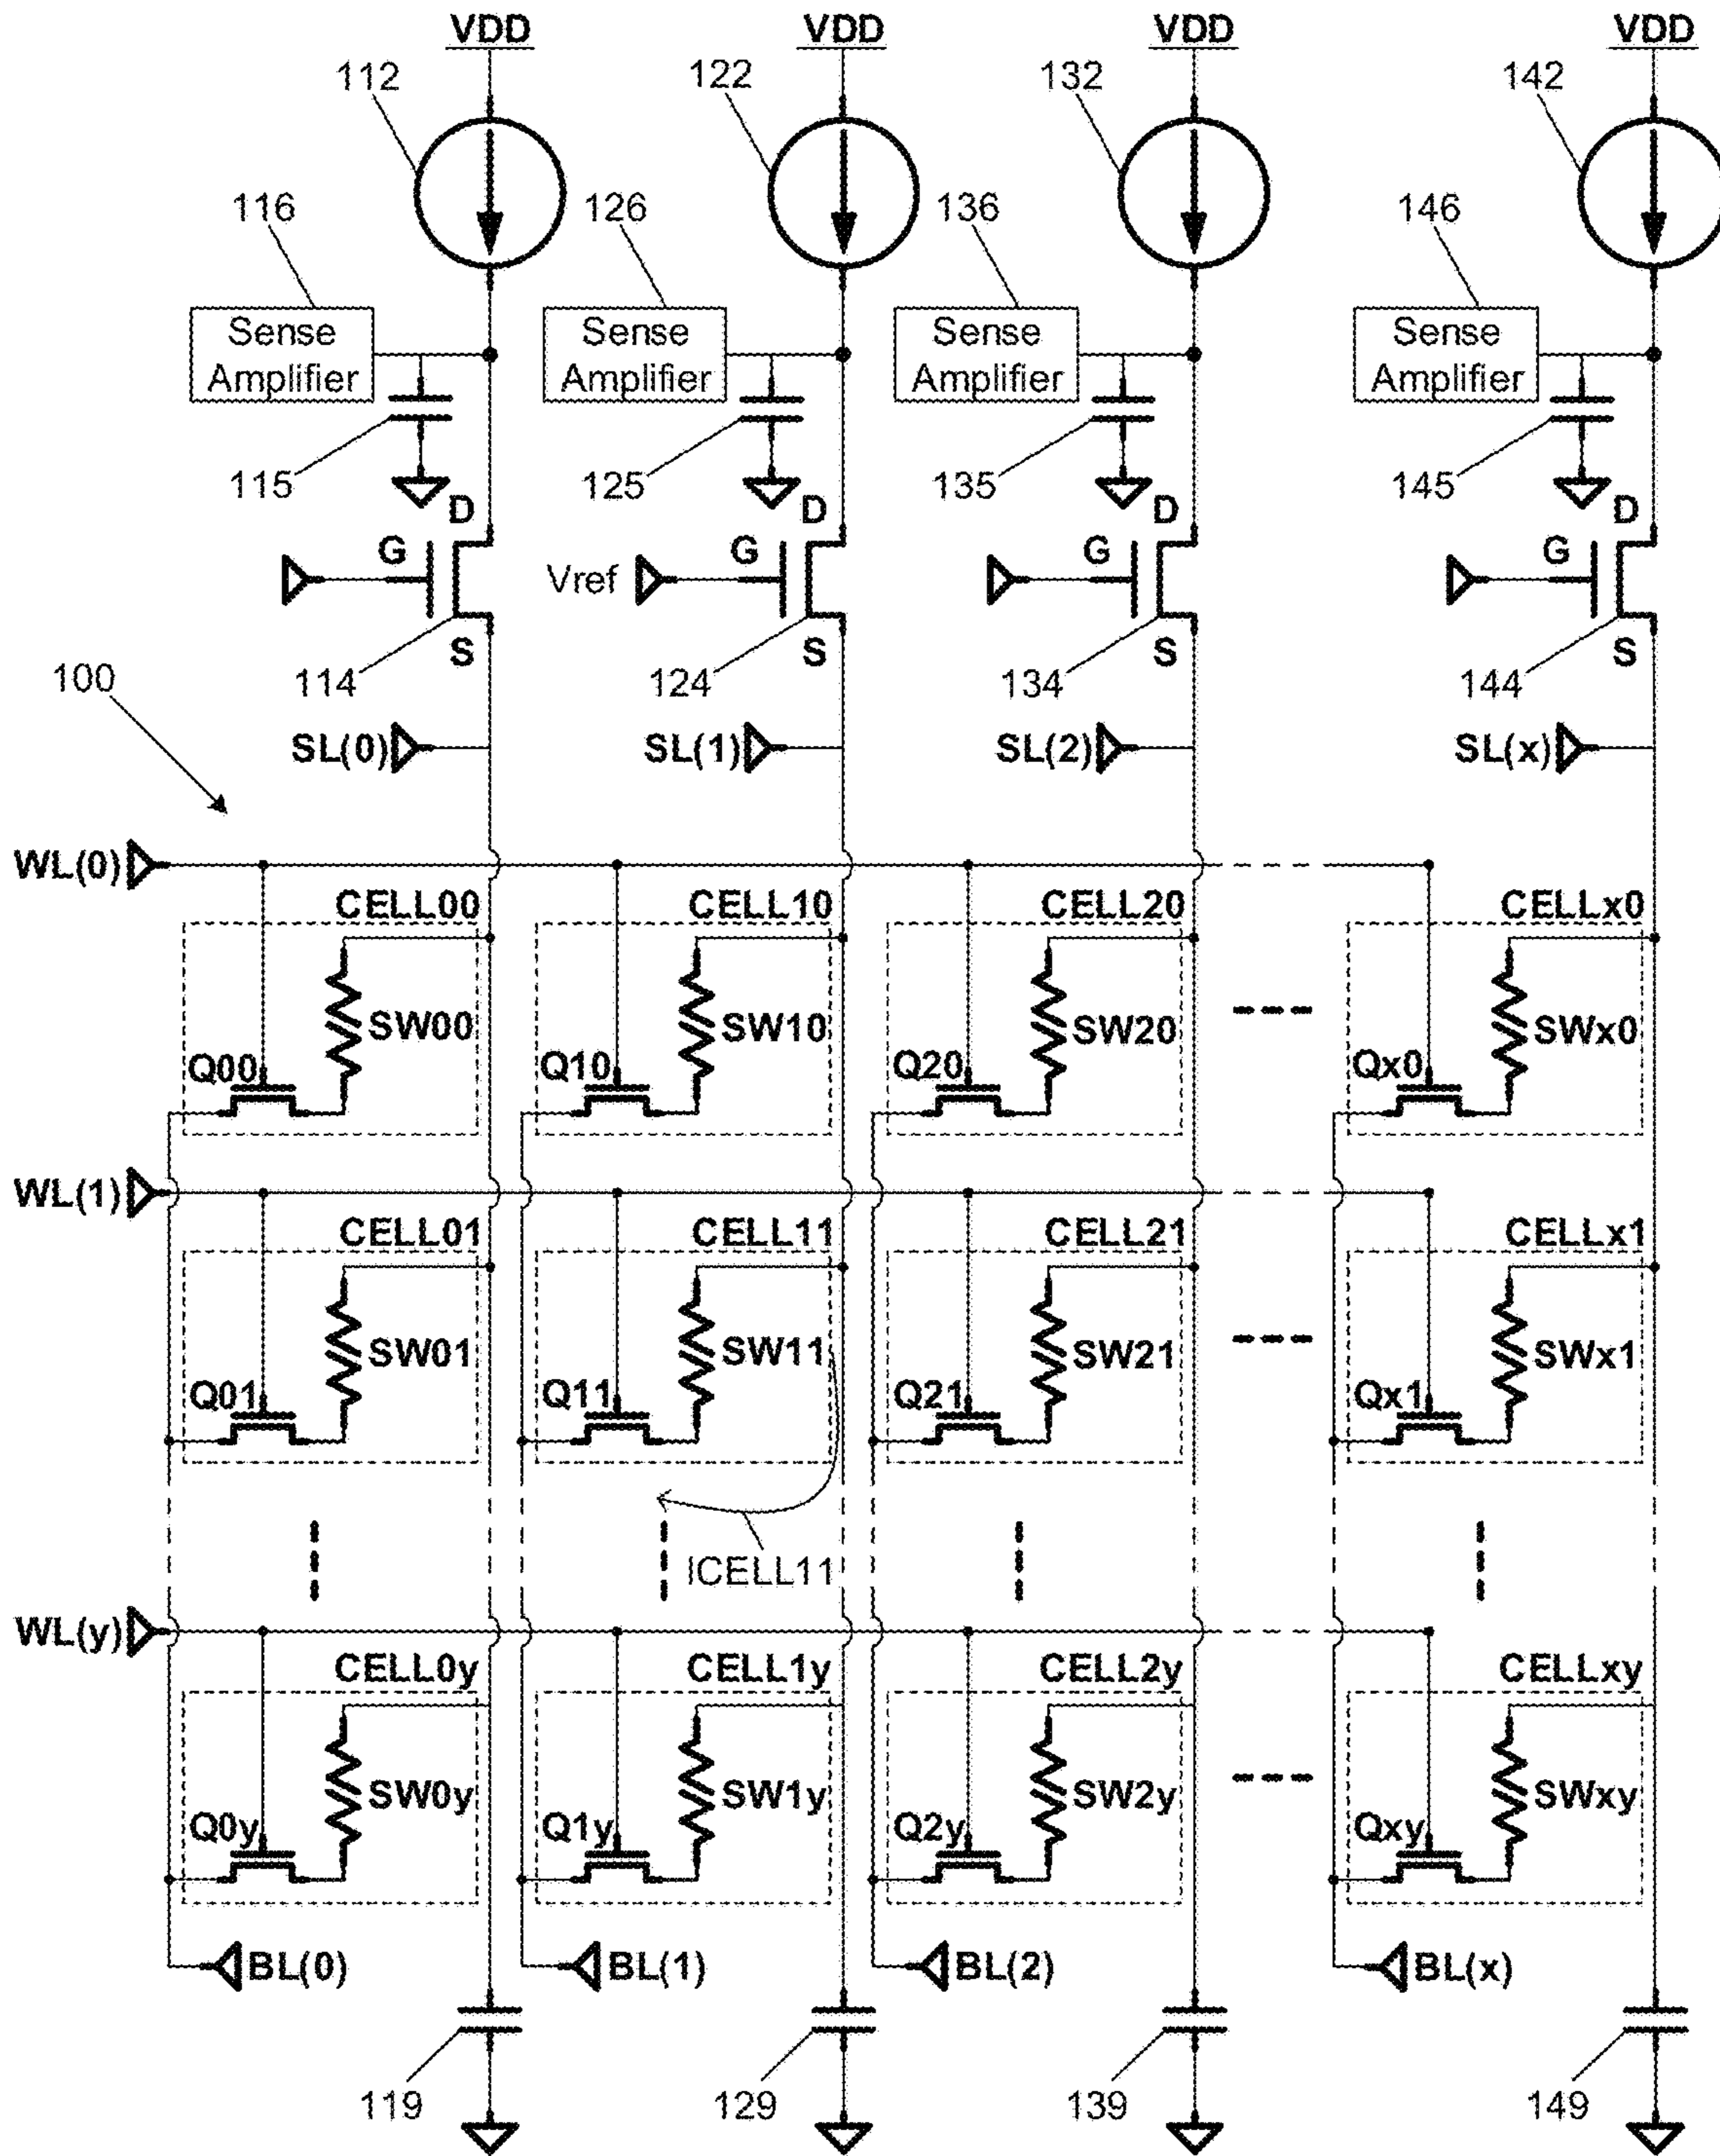 VDD VDD VDD VDD
112 122 132 142
116 126 136 146
Sense Amplifier Sense Amplifier Sense Amplifier Sense Amplifier
115 125 135 145
D D D D
G Vref G G G
S S S S
114 124 134 144
100
SL(0) SL(1) SL(2) SL(x)
WL(0)
CELL00 CELL10 CELL20 CELLx0
SW00 SW10 SW20 SWx0
Q00 Q10 Q20 Qx0
WL(1)
CELL01 CELL11 CELL21 CELLx1
SW01 SW11 SW21 SWx1
Q01 Q11 Q21 Qx1
ICELL11
WL(y)
CELL0y CELL1y CELL2y CELLxy
SW0y SW1y SW2y SWxy
Q0y Q1y Q2y Qxy
BL(0) BL(1) BL(2) BL(x)
119 129 139 149